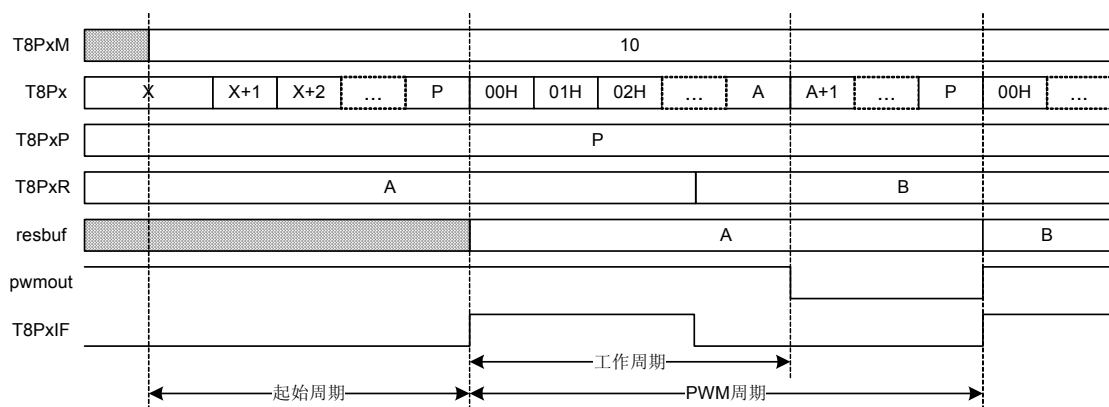 T8PxM 10
T8Px X X+1 X+2 ... P 00H 01H 02H ... A A+1 ... P 00H ...
T8PxP P
T8PxR A B
resbuf A B
pwmout
T8PxIF
工作周期
起始周期 PWM周期